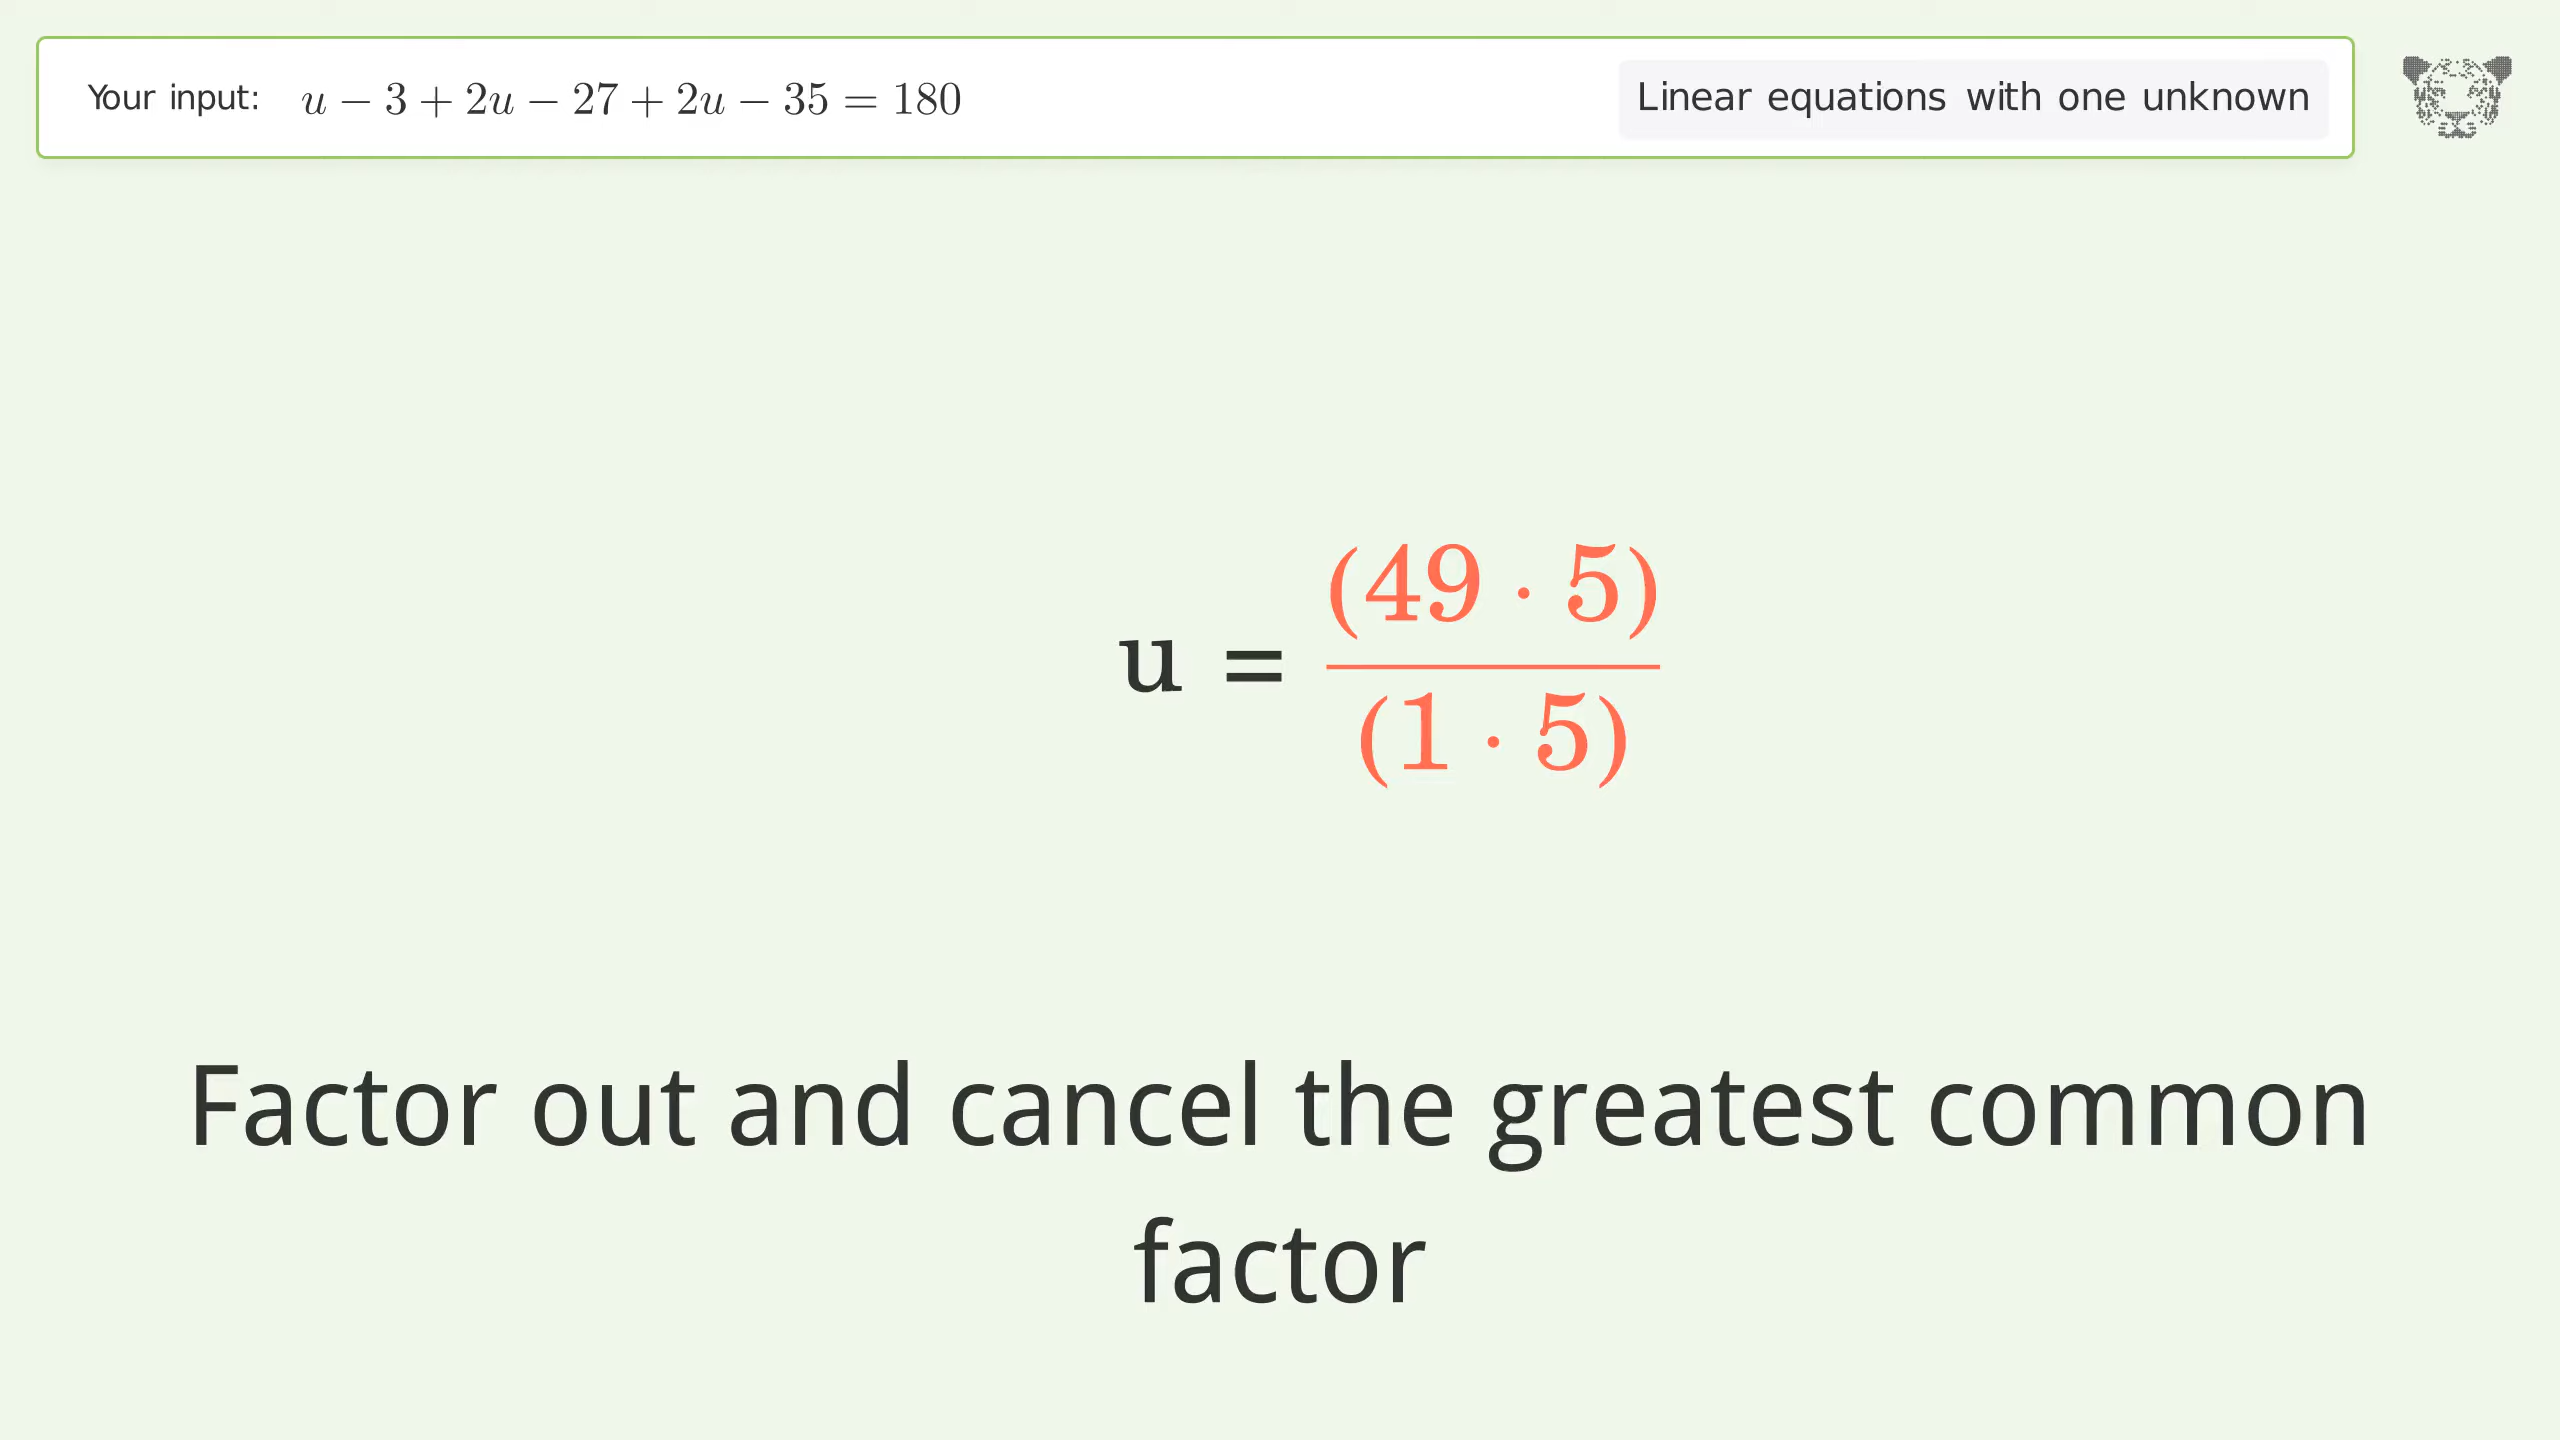 Your input: u − 3 + 2u − 27 + 2u − 35 = 180
Linear equations with one unknown
u = (49 · 5)
(1 · 5)
Factor out and cancel the greatest common
factor